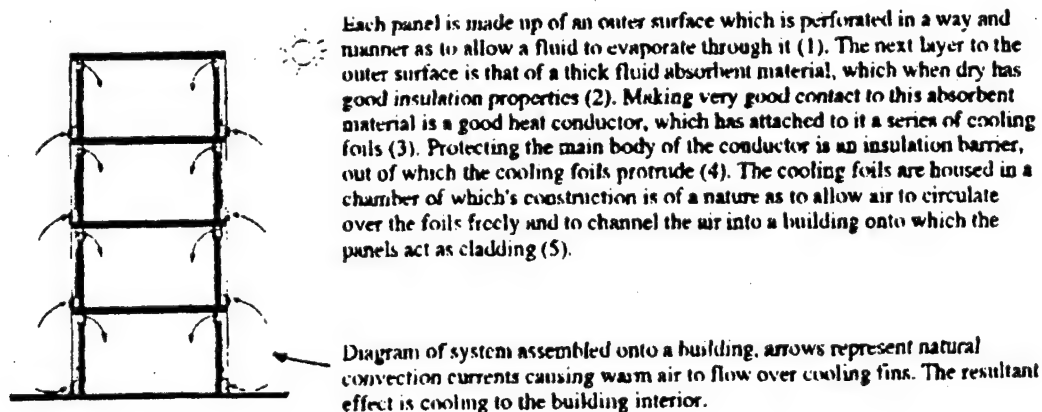 Each panel is made up of an outer surface which is perforated in a way and
manner as to allow a fluid to evaporate through it (1). The next layer to the
outer surface is that of a thick fluid absorbent material, which when dry has
good insulation properties (2). Making very good contact to this absorbent
material is a good heat conductor, which has attached to it a series of cooling
foils (3). Protecting the main body of the conductor is an insulation barrier,
out of which the cooling foils protrude (4). The cooling foils are housed in a
chamber of which's construction is of a nature as to allow air to circulate
over the foils freely and to channel the air into a building onto which the
panels act as cladding (5).
Diagram of system assembled onto a building, arrows represent natural
convection currents causing warm air to flow over cooling fins. The resultant
effect is cooling to the building interior.